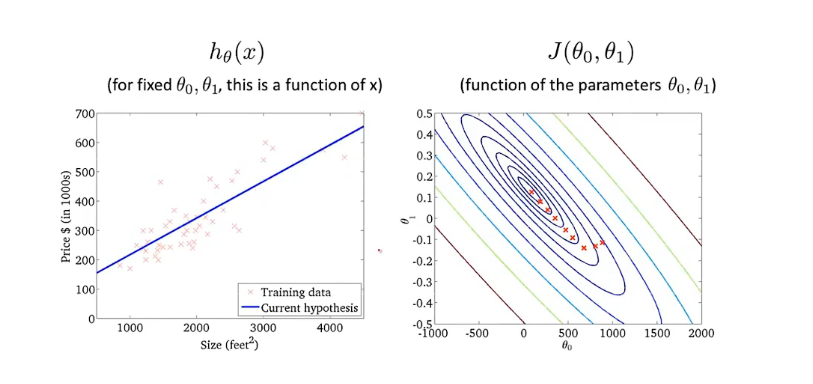 hθ(x)
(for fixed θ0, θ1, this is a function of x)
700
600
500
400
300
200
100
0
Price $ (in 1000s)
1000 2000 3000 4000
Size (feet²)
Training data
Current hypothesis
J(θ0, θ1)
(function of the parameters θ0, θ1)
0.5
0.4
0.3
0.2
0.1
0
-0.1
-0.2
-0.3
-0.4
-0.5
θ1
-1000 -500 0 500 1000 1500 2000
θ0